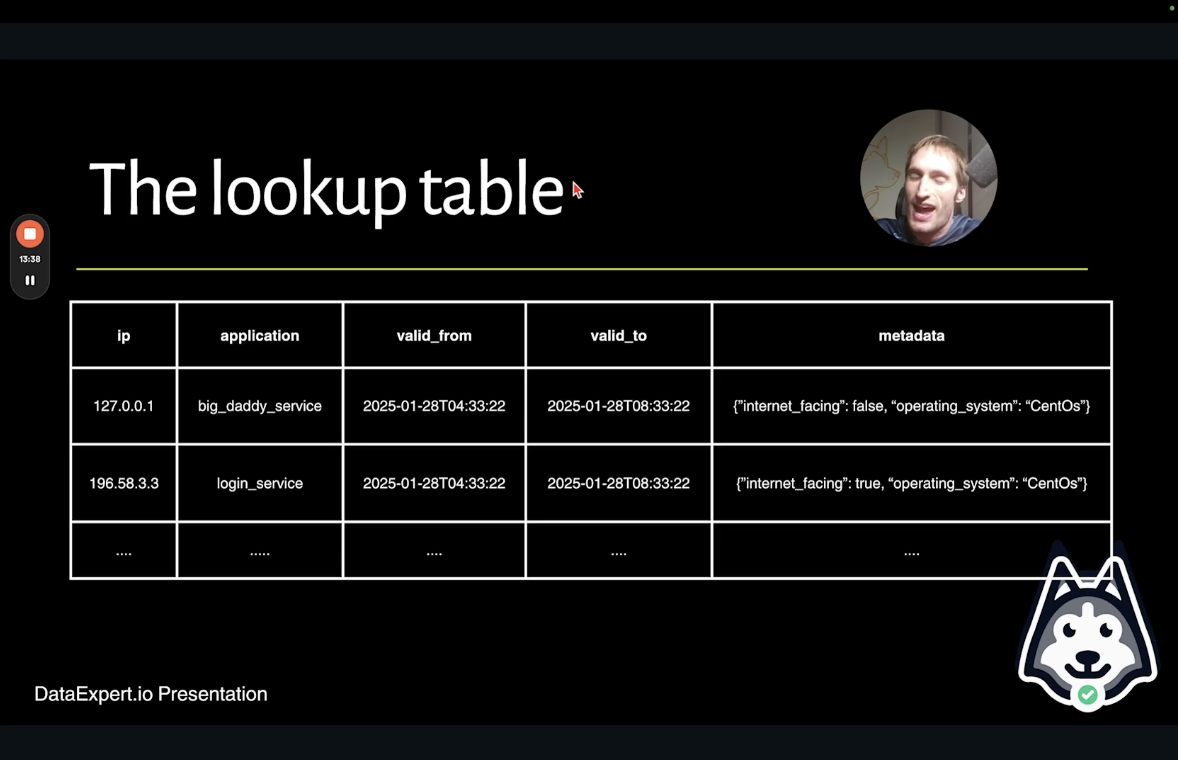 The lookup table
13:38
ip application valid_from valid_to metadata
127.0.0.1 big_daddy_service 2025-01-28T04:33:22 2025-01-28T08:33:22 {”internet_facing”: false, “operating_system”: “CentOs”}
196.58.3.3 login_service 2025-01-28T04:33:22 2025-01-28T08:33:22 {”internet_facing”: true, “operating_system”: “CentOs”}
.... ..... .... .... ....
DataExpert.io Presentation